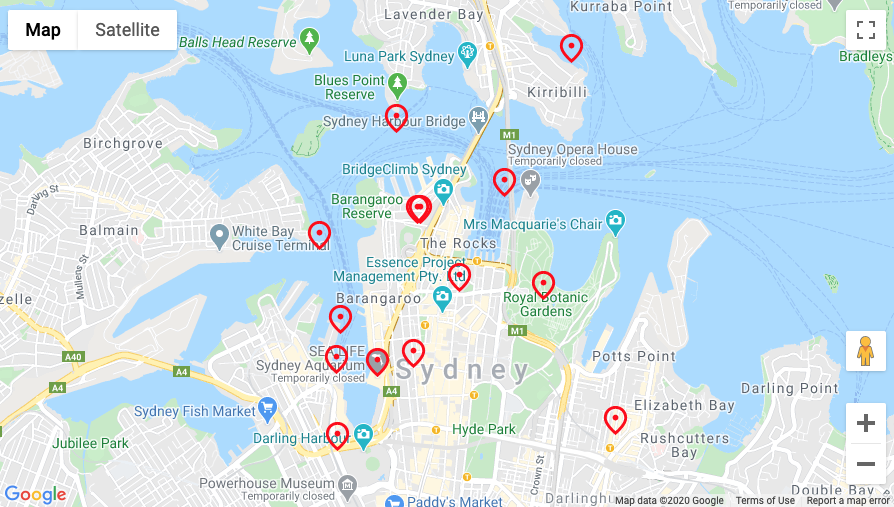 Map
Satellite
Lavender Bay
Kurraba Point
Temporarily closed
Balls Head Reserve
Luna Park Sydney
Bradleys
Blues Point
Reserve
Kirribilli
Sydney Harbour Bridge
M1
Birchgrove
Sydney Opera House
Temporarily closed
BridgeClimb Sydney
Darling St
Barangaroo
Reserve
Mrs Macquarie's Chair
Balmain
White Bay
Cruise Terminal
The Rocks
Mullens St
Essence Project
Management Pty. Ltd
zelle
Barangaroo
Royal Botanic
Gardens
M1
A40
SEA LIFE
Sydney Aquarium
Temporarily closed
Potts Point
A4
Sydney
A4
A4
Darling Point
Sydney Fish Market
Elizabeth Bay
Jubilee Park
Darling Harbour
Hyde Park
Rushcutters
Bay
Crown St
Powerhouse Museum
Temporarily closed
Double Bay
Google
Paddy's Market
Darlinghu
Map data ©2020 Google
Terms of Use
Report a map error